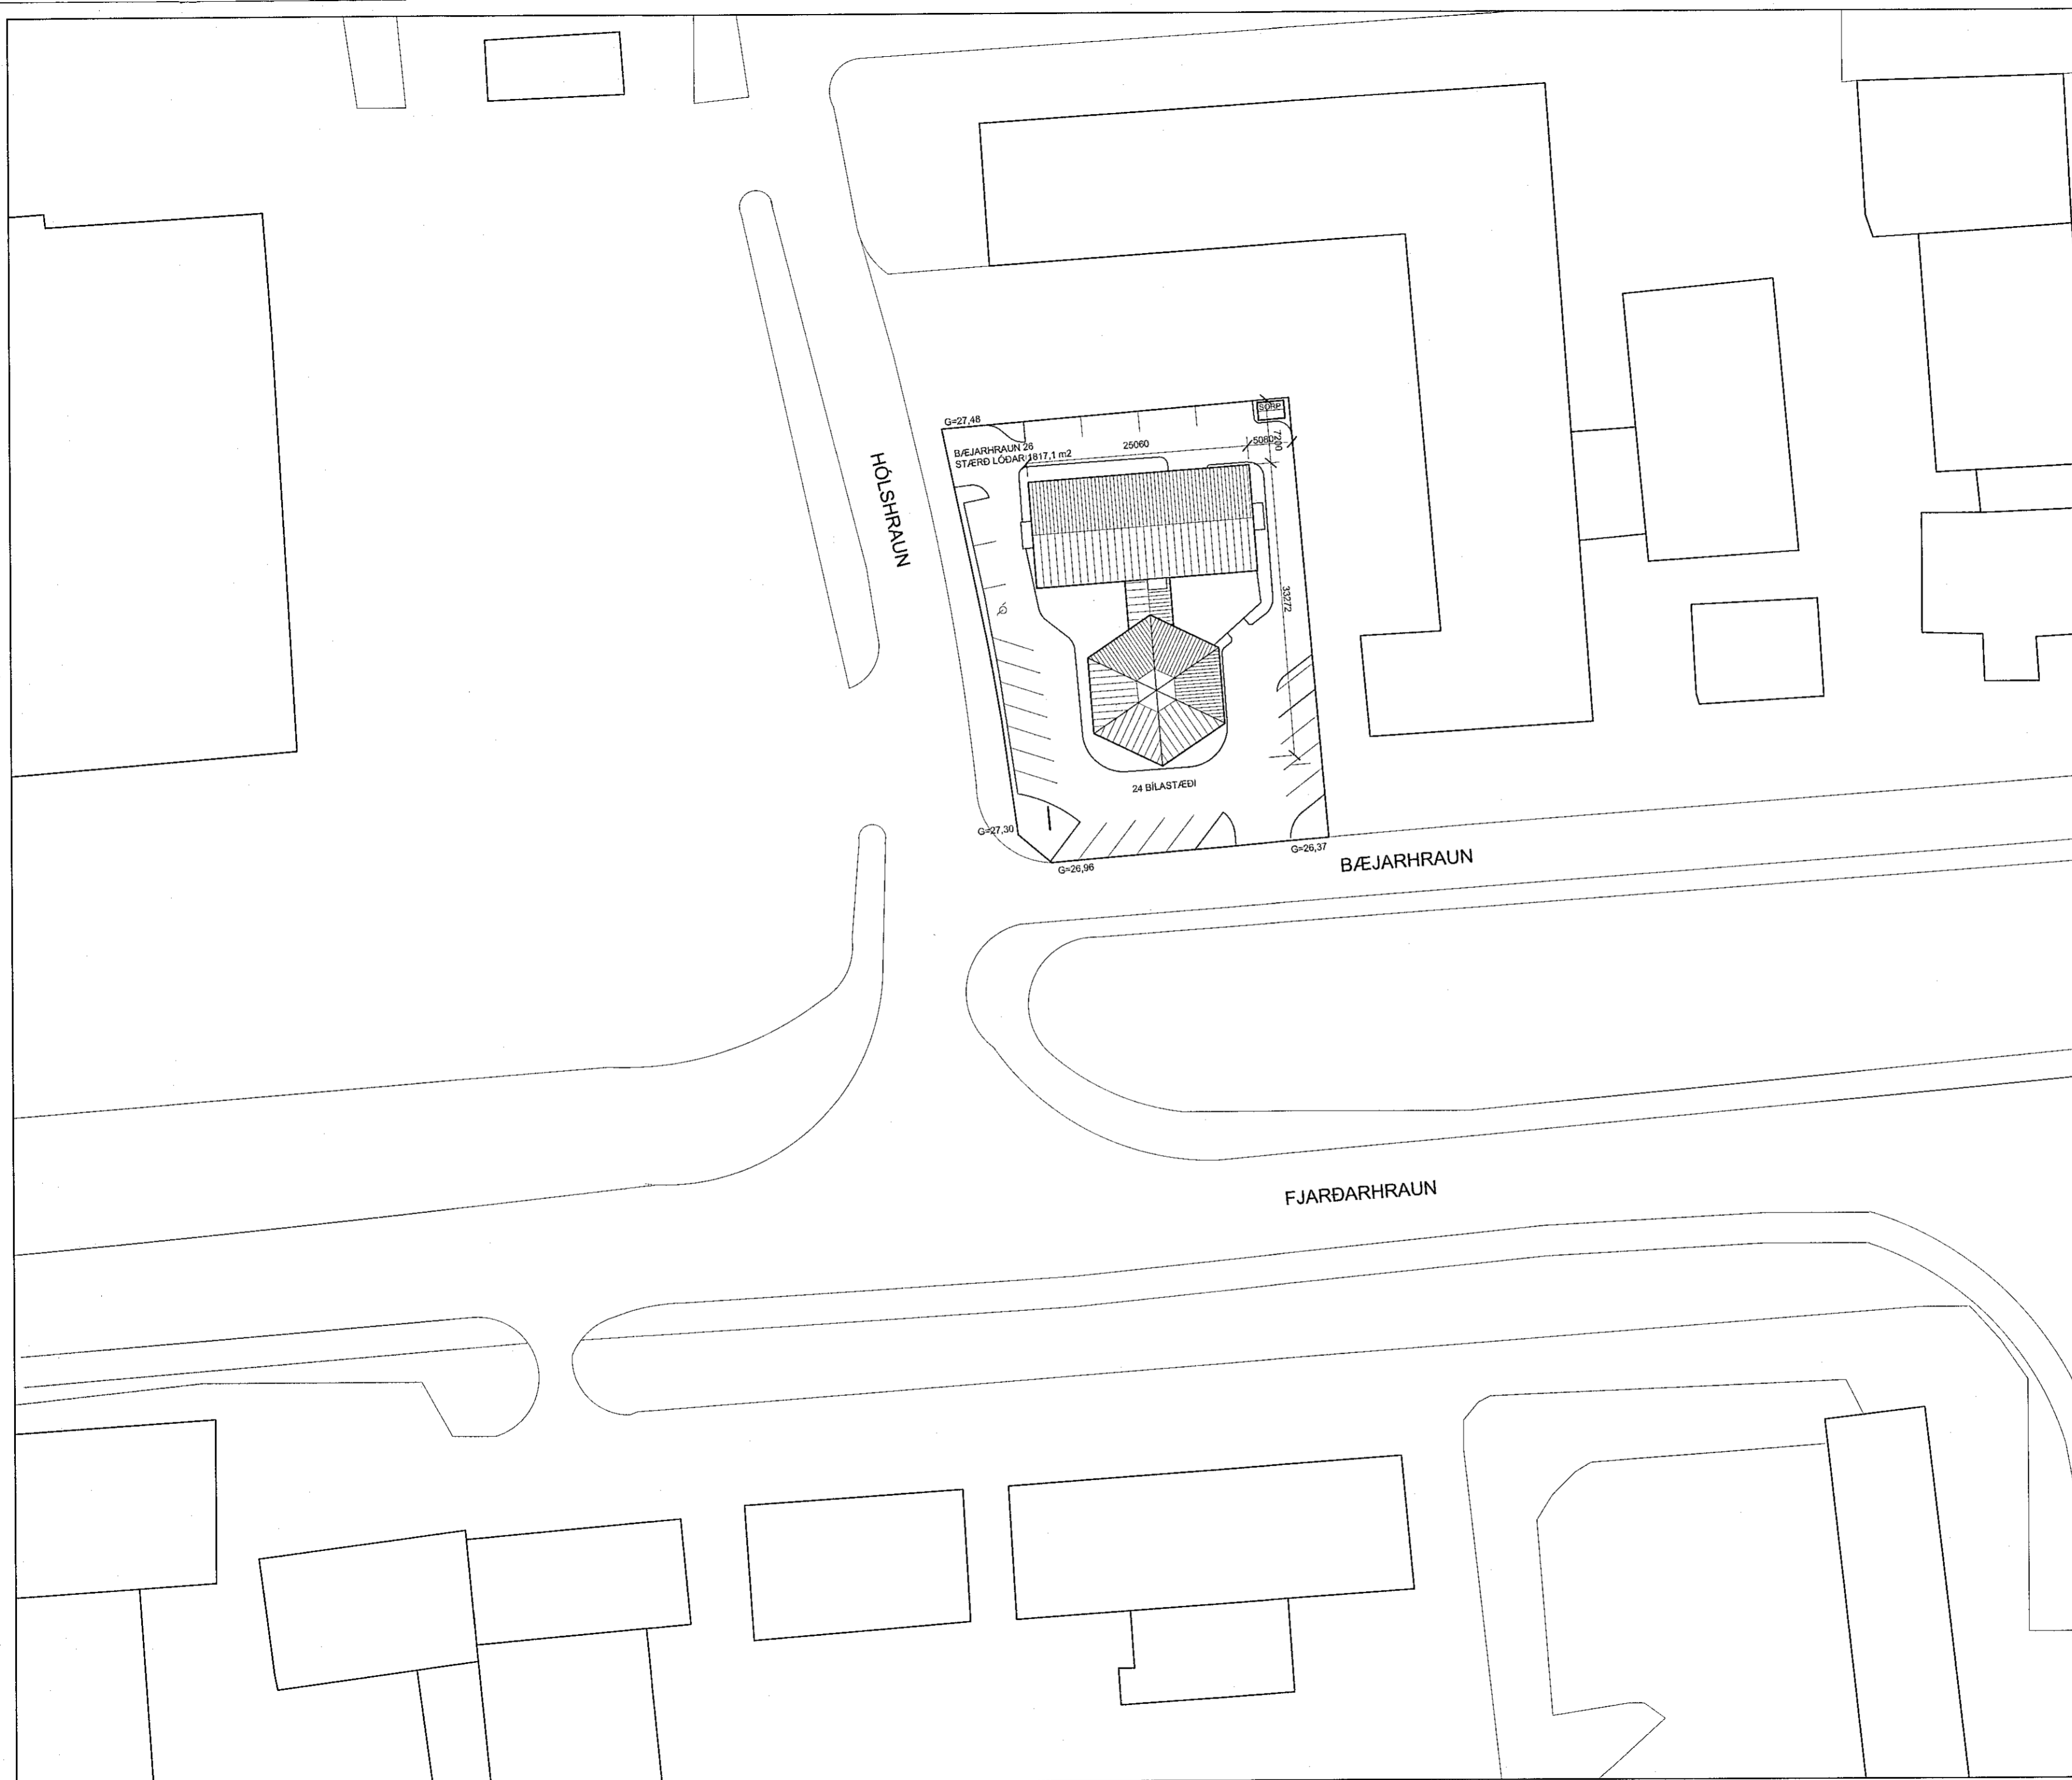 G=27,48
SORP
BÆJARHRAUN 26
STÆRÐ LÓÐAR:1817,1 m2
25060
5080
7200
HÓLSHRAUN
33272
24 BÍLASTÆÐI
G=27,30
G=26,96
G=26,37
BÆJARHRAUN
FJARÐARHRAUN